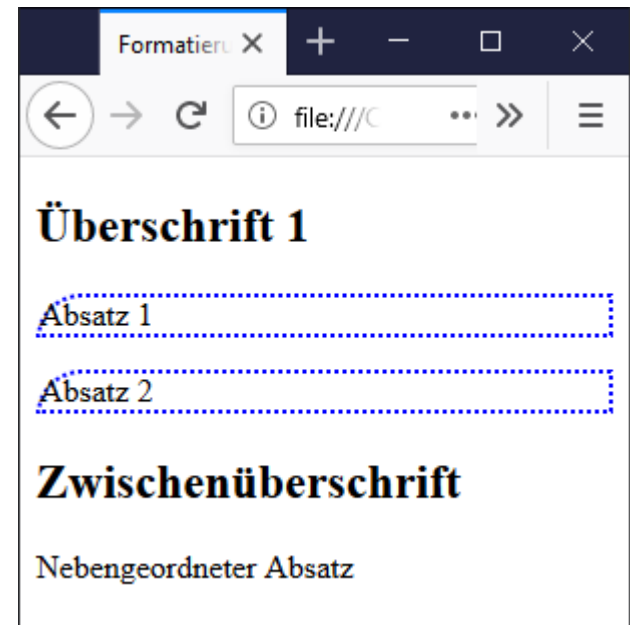 Formatieru
file:///C
Überschrift 1
Absatz 1
Absatz 2
Zwischenüberschrift
Nebengeordneter Absatz